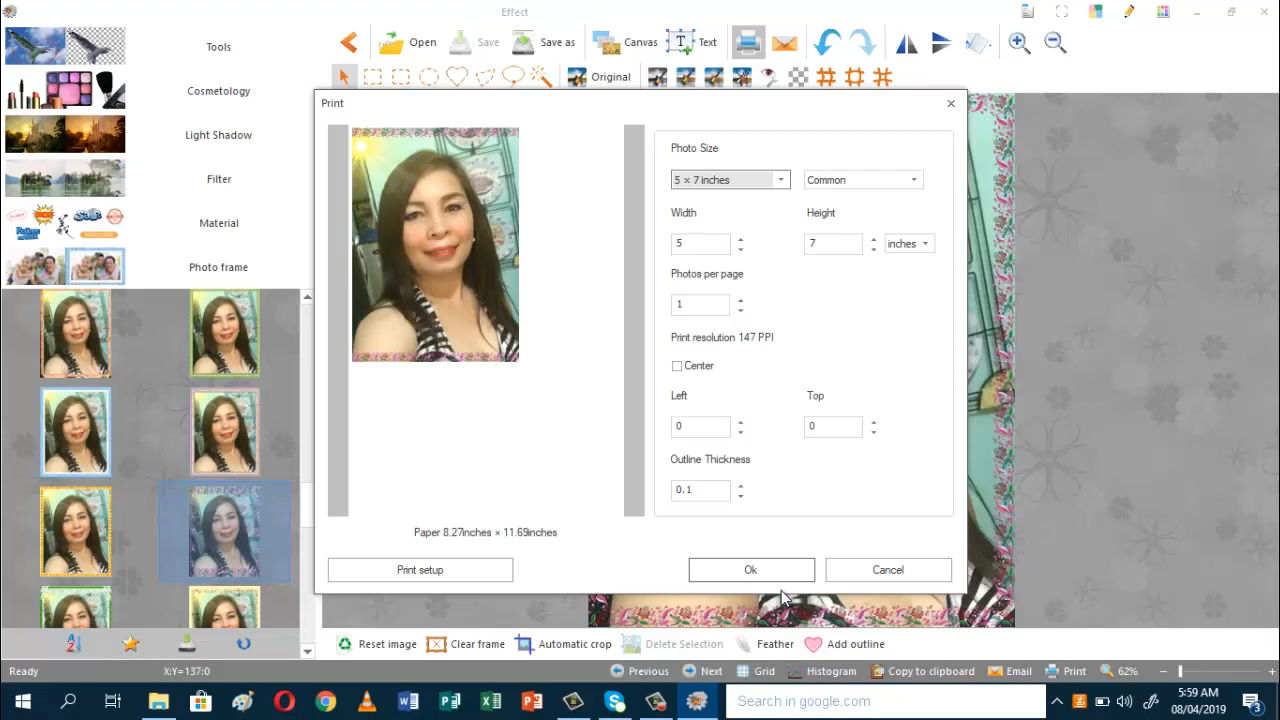 Effect
Tools
Cosmetology
Light Shadow
Filter
Material
Photo frame
Open
Save
Save as
Canvas
Text
Original
Print
Photo Size
5 × 7 inches
Common
Width
Height
5
7
inches
Photos per page
1
Print resolution 147 PPI
Center
Left
Top
0
0
Outline Thickness
0.1
Paper 8.27inches × 11.69inches
Print setup
Ok
Cancel
Reset image
Clear frame
Automatic crop
Delete Selection
Feather
Add outline
Ready
X:Y=137:0
Previous
Next
Grid
Histogram
Copy to clipboard
Email
Print
62%
Search in google.com
5:59 AM
08/04/2019
3